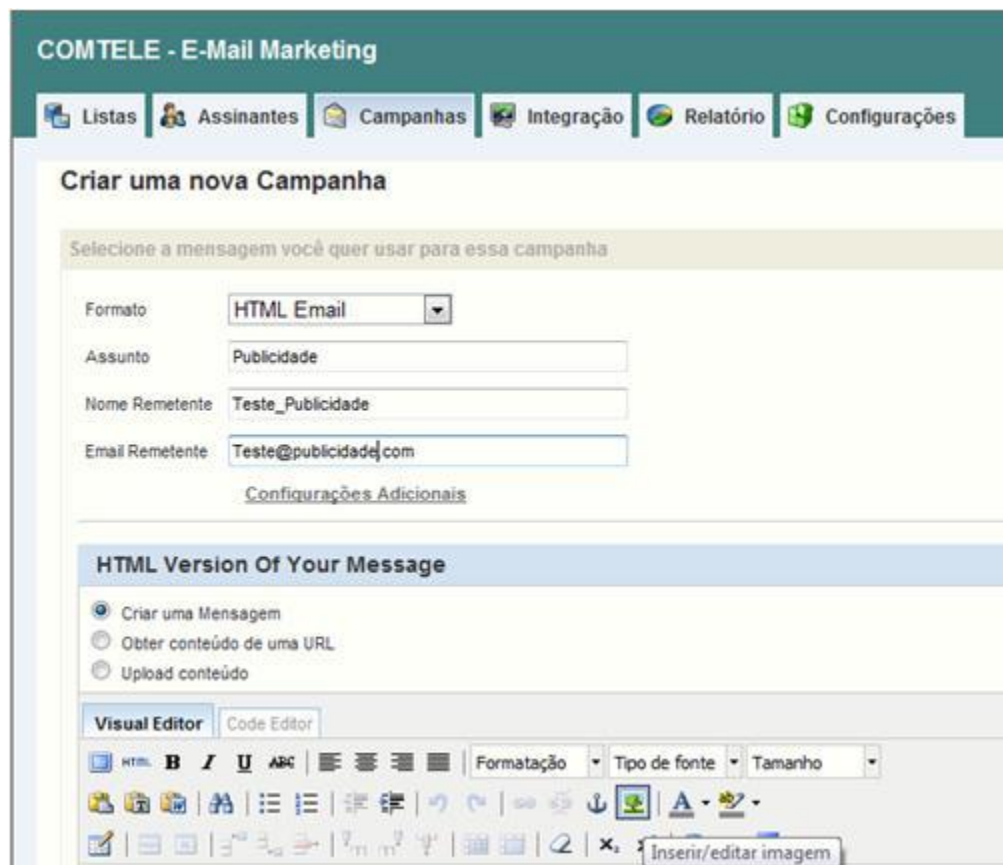 COMTELE - E-Mail Marketing
Listas Assinantes Campanhas Integração Relatório Configurações
Criar uma nova Campanha
Selecione a mensagem você quer usar para essa campanha
Formato HTML Email
Assunto Publicidade
Nome Remetente Teste_Publicidade
Email Remetente Teste@publicidade.com
Configurações Adicionais
HTML Version Of Your Message
Criar uma Mensagem
Obter conteúdo de uma URL
Upload conteúdo
Visual Editor Code Editor
HTML B I U ABC Formatação Tipo de fonte Tamanho
A ab
Inserir/editar imagem